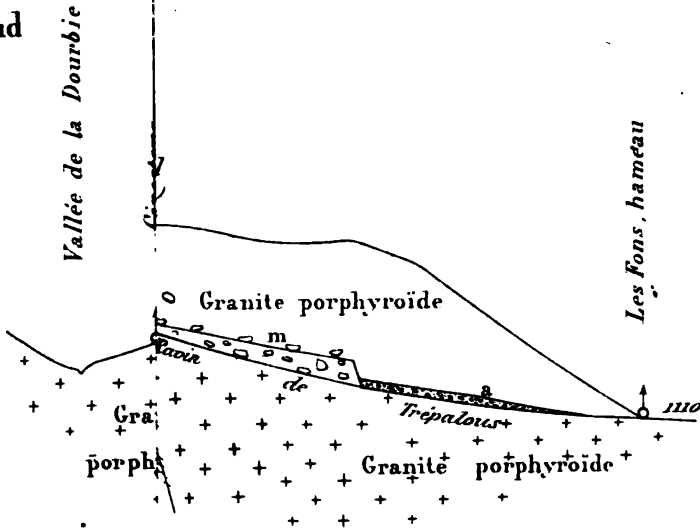 Vallée de la Dourbie
Les Fons, hameau
O
Granite porphyroïde
m
Ravin de Trépalous
a
1110
Gra
porph
Granite porphyroïde